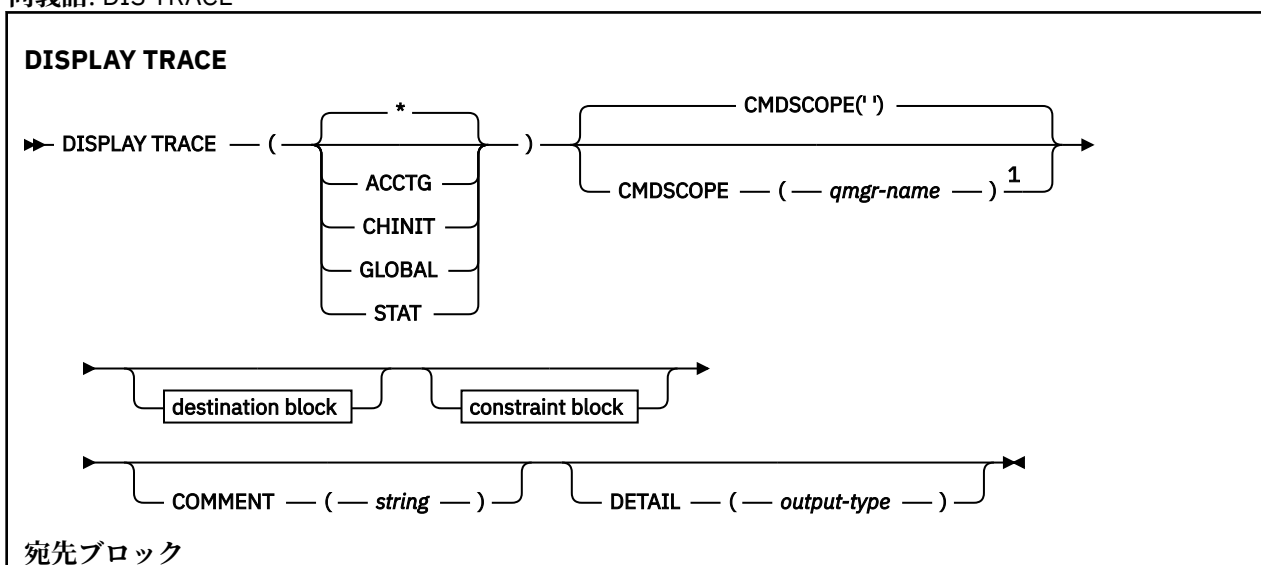 同義語: DIS TRACE
DISPLAY TRACE
*
CMDSCOPE(' ')
DISPLAY TRACE ( )
ACCTG
CMDSCOPE ( qmgr-name ) 1
CHINIT
GLOBAL
STAT
destination block constraint block
COMMENT ( string ) DETAIL ( output-type )
宛先ブロック